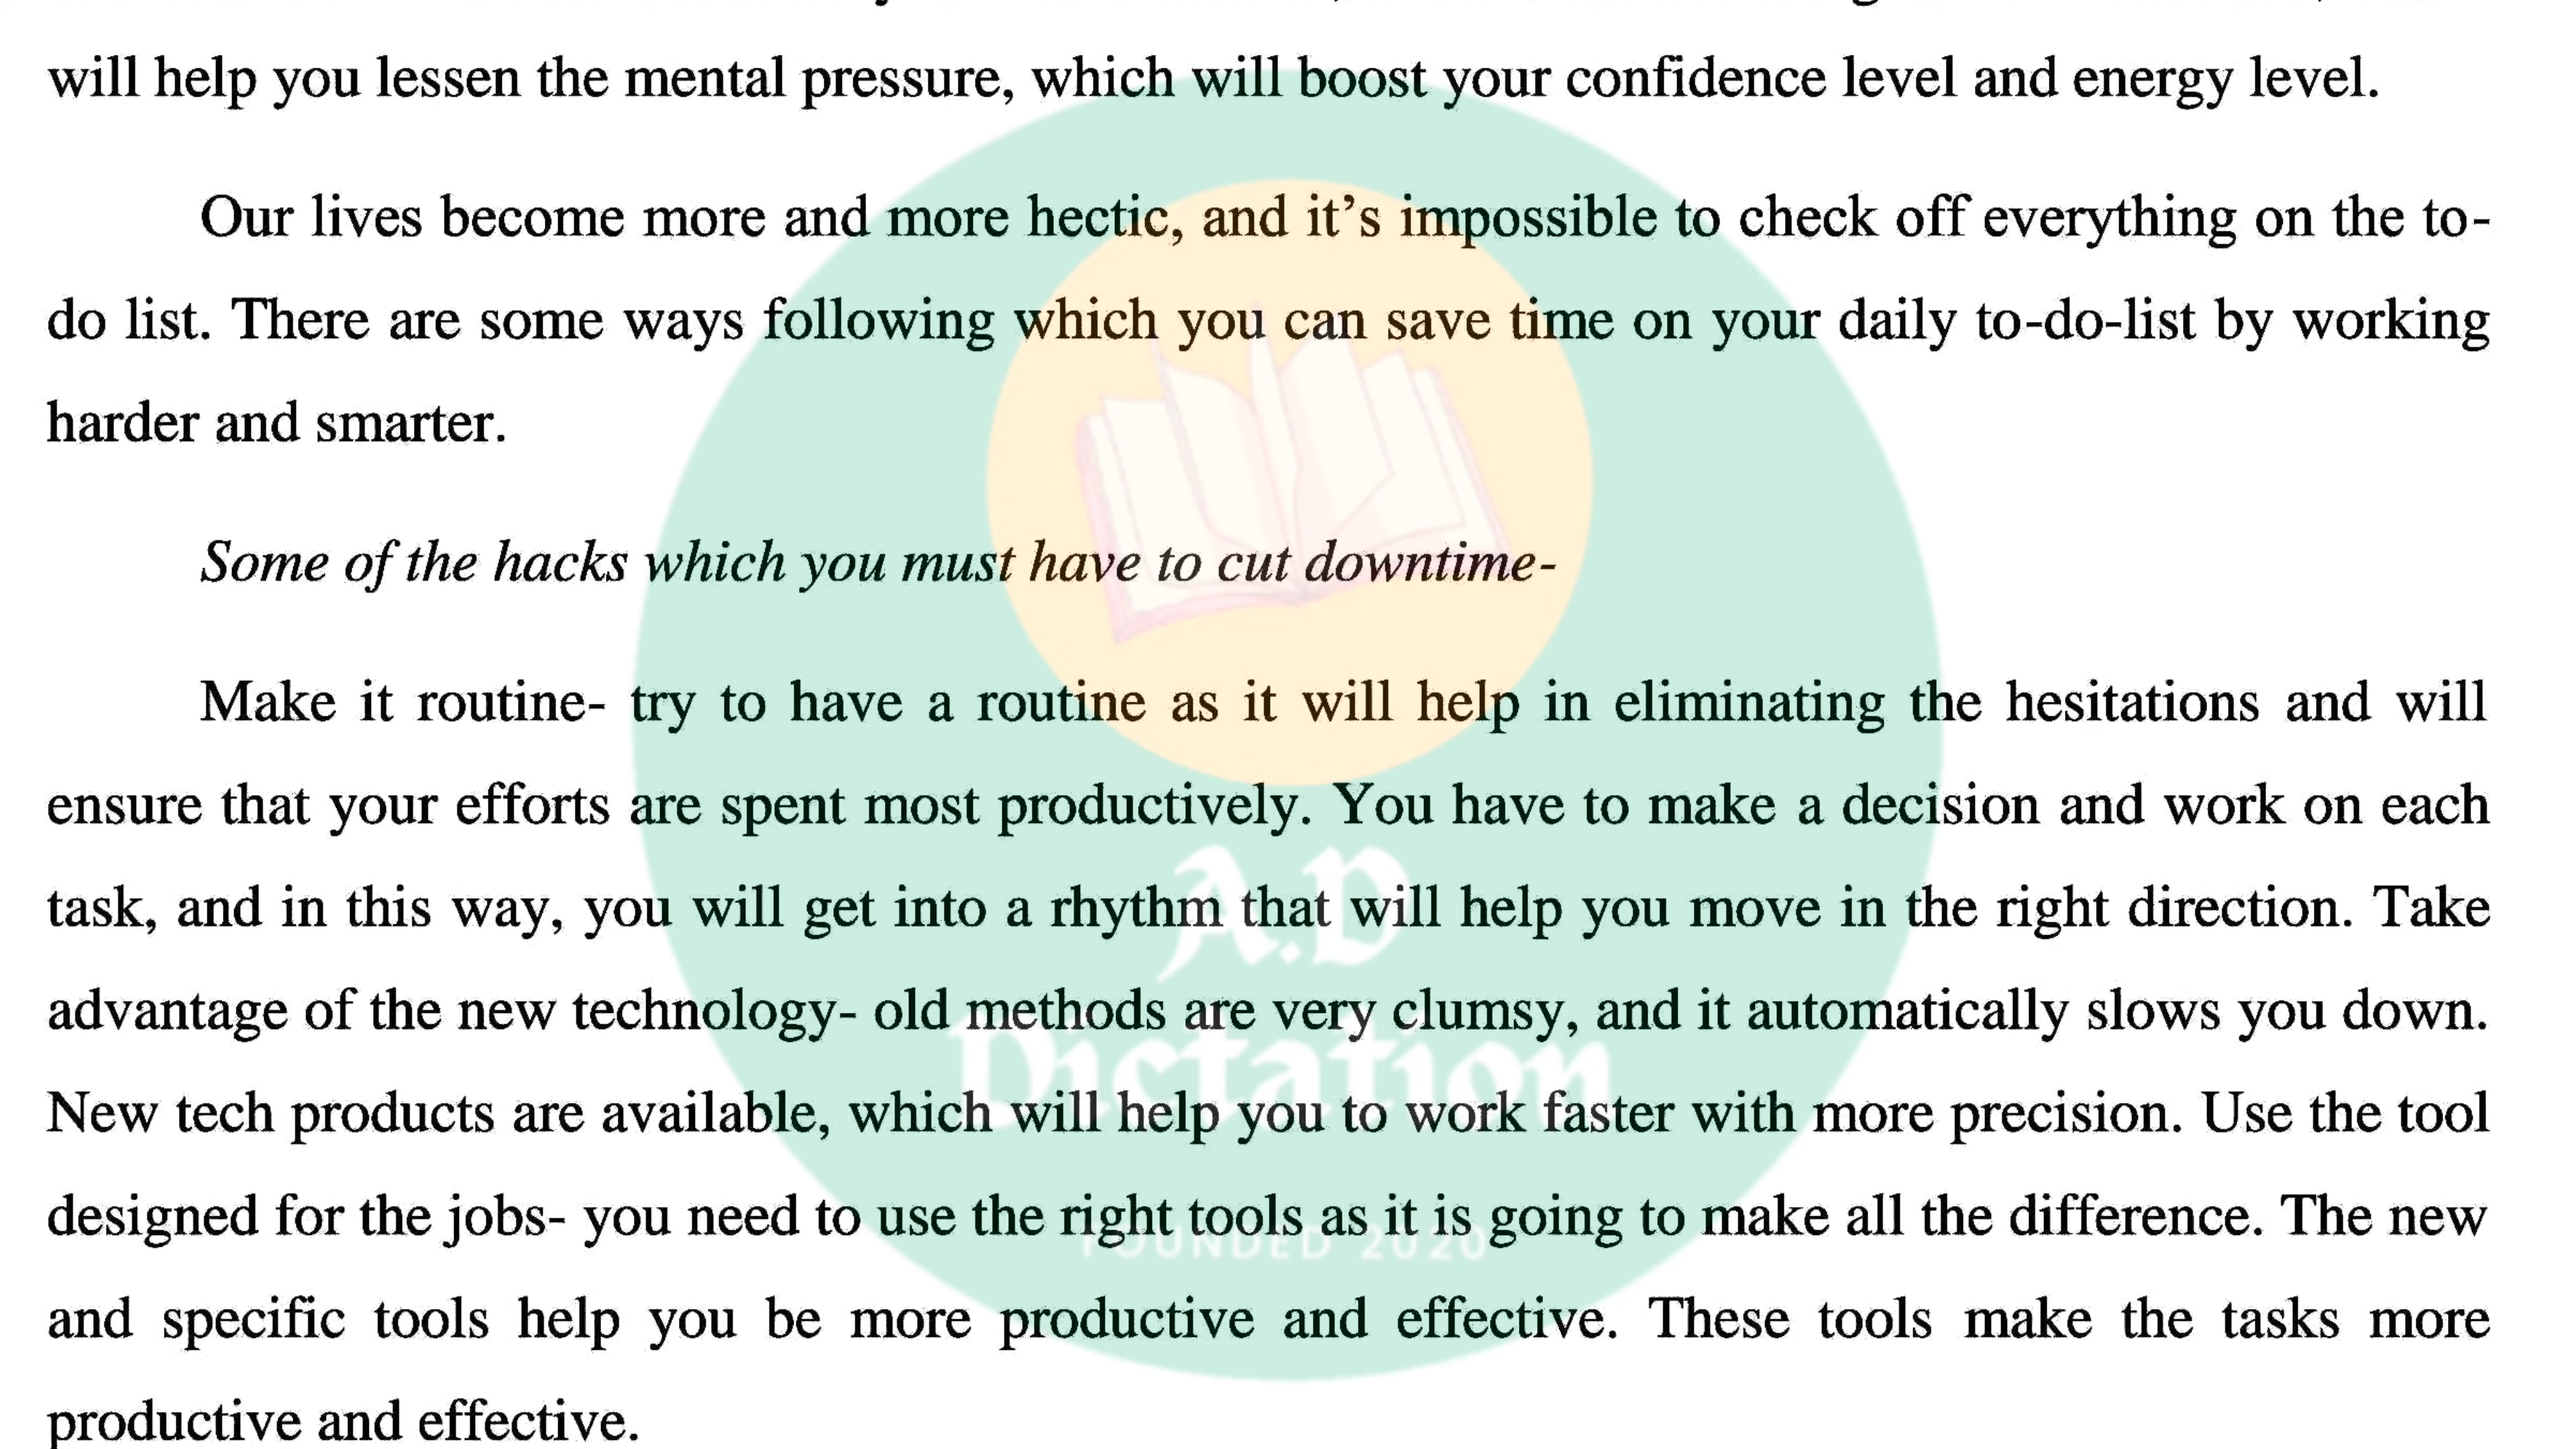 will help you lessen the mental pressure, which will boost your confidence level and energy level.
Our lives become more and more hectic, and it's impossible to check off everything on the to-
do list. There are some ways following which you can save time on your daily to-do-list by working
harder and smarter.
Some of the hacks which you must have to cut downtime-
Make it routine- try to have a routine as it will help in eliminating the hesitations and will
ensure that your efforts are spent most productively. You have to make a decision and work on each
task, and in this way, you will get into a rhythm that will help you move in the right direction. Take
advantage of the new technology- old methods are very clumsy, and it automatically slows you down.
New tech products are available, which will help you to work faster with more precision. Use the tool
designed for the jobs- you need to use the right tools as it is going to make all the difference. The new
and specific tools help you be more productive and effective. These tools make the tasks more
productive and effective.
A.D
Dictation
FOUNDED 2020